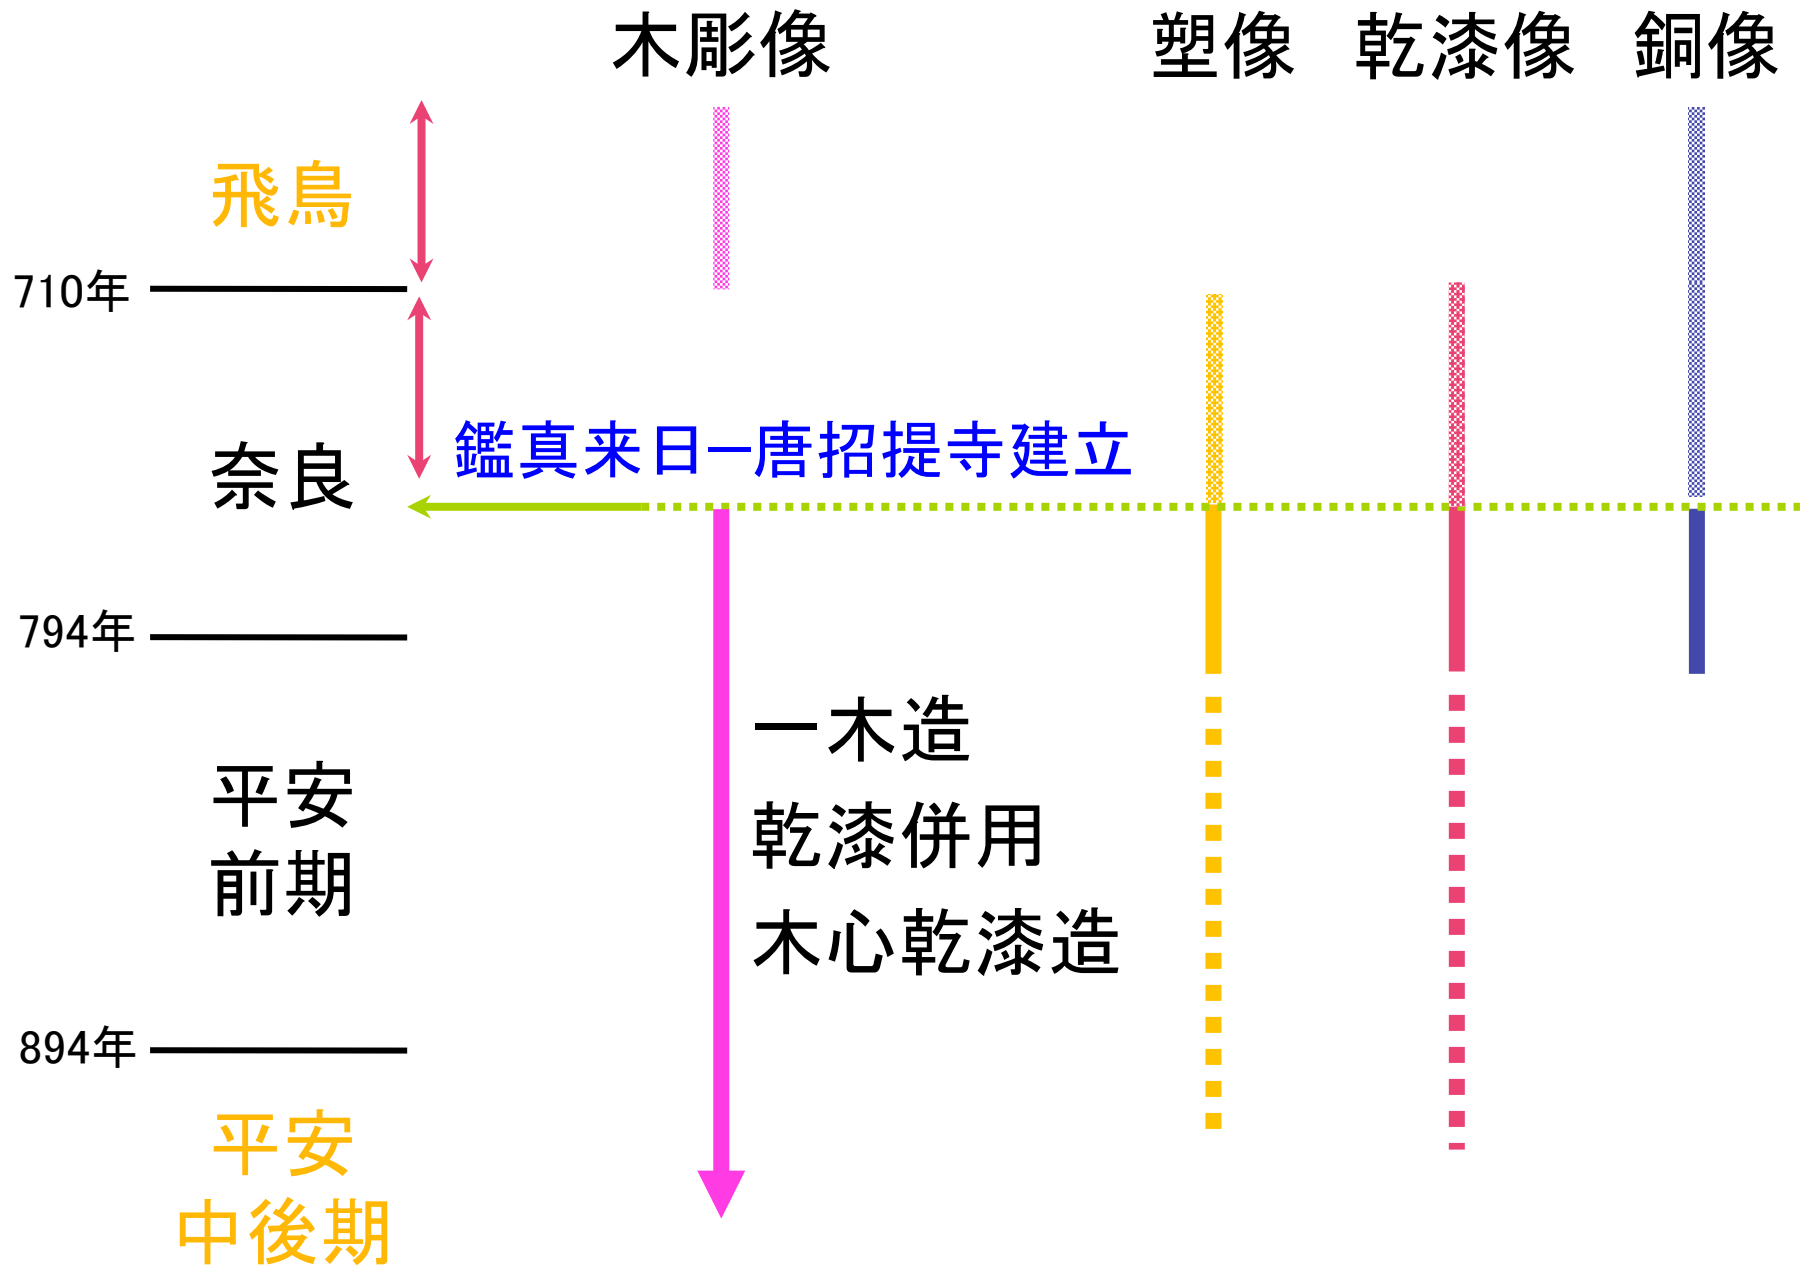 木彫像 塑像 乾漆像 銅像
飛鳥
710年
鑑真来日―唐招提寺建立
奈良
794年
一木造
平安
乾漆併用
前期
木心乾漆造
894年
平安
中後期